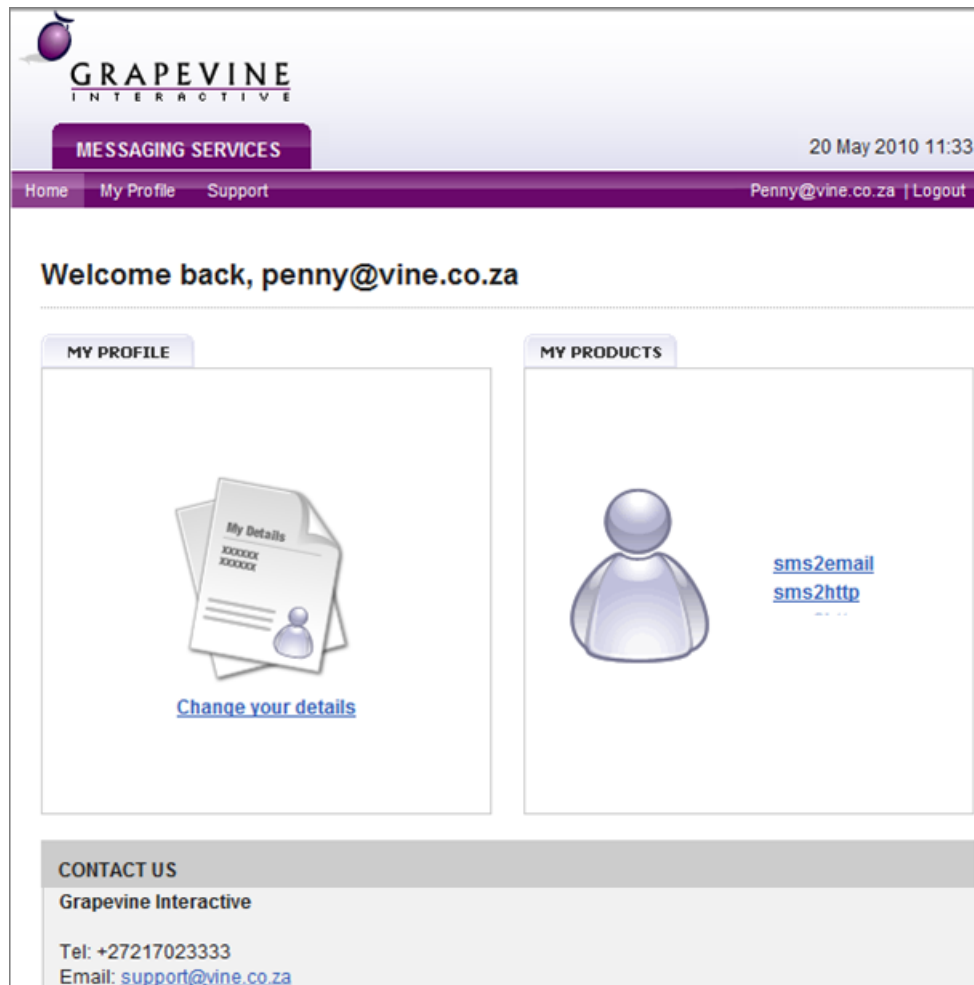 GRAPEVINE
INTERACTIVE
MESSAGING SERVICES
20 May 2010 11:33
Home My Profile Support
Penny@vine.co.za | Logout
Welcome back, penny@vine.co.za
MY PROFILE
MY PRODUCTS
My Details
XXXXXX
XXXXXX
Change your details
sms2email
sms2http
CONTACT US
Grapevine Interactive
Tel: +27217023333
Email: support@vine.co.za